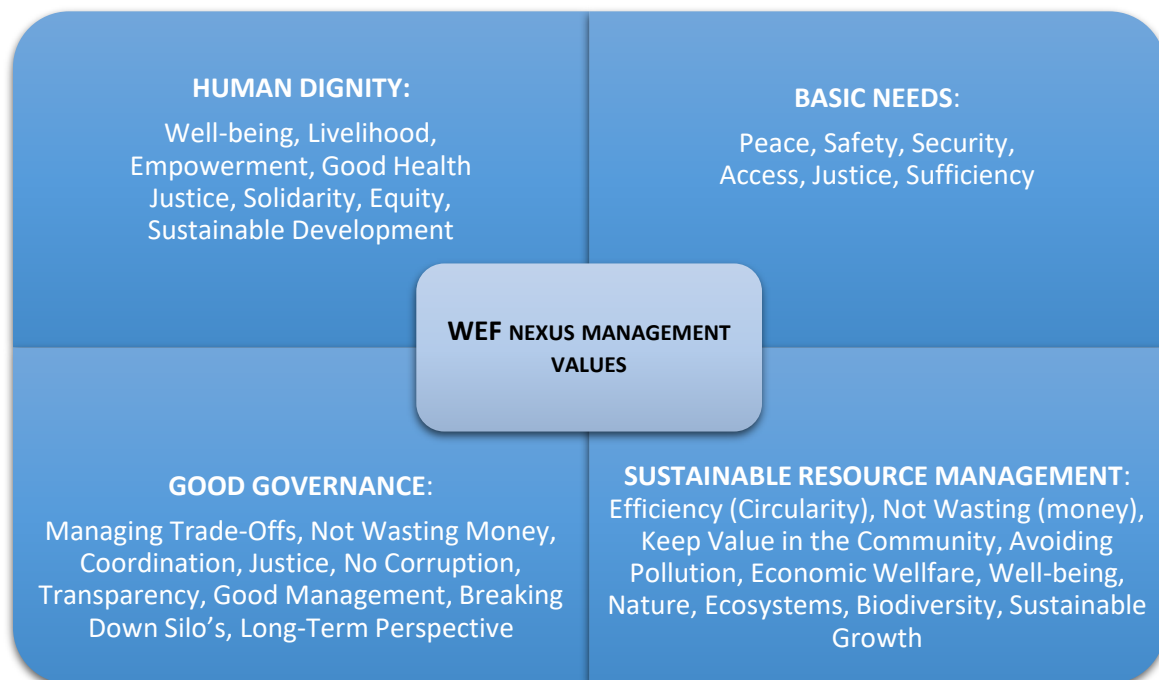 HUMAN DIGNITY:
Well-being, Livelihood,
Empowerment, Good Health
Justice, Solidarity, Equity,
Sustainable Development
BASIC NEEDS:
Peace, Safety, Security,
Access, Justice, Sufficiency
WEF NEXUS MANAGEMENT
VALUES
GOOD GOVERNANCE:
Managing Trade-Offs, Not Wasting Money,
Coordination, Justice, No Corruption,
Transparency, Good Management, Breaking
Down Silo’s, Long-Term Perspective
SUSTAINABLE RESOURCE MANAGEMENT:
Efficiency (Circularity), Not Wasting (money),
Keep Value in the Community, Avoiding
Pollution, Economic Wellfare, Well-being,
Nature, Ecosystems, Biodiversity, Sustainable
Growth